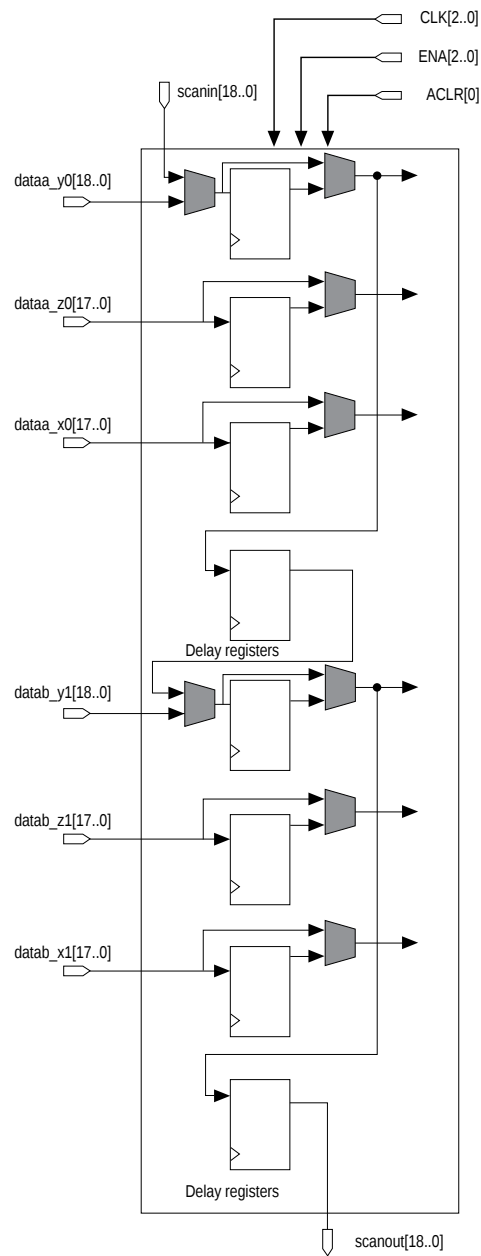 CLK[2..0]
ENA[2..0]
scanin[18..0]
ACLR[0]
dataa_y0[18..0]
dataa_z0[17..0]
dataa_x0[17..0]
Delay registers
datab_y1[18..0]
datab_z1[17..0]
datab_x1[17..0]
Delay registers
scanout[18..0]